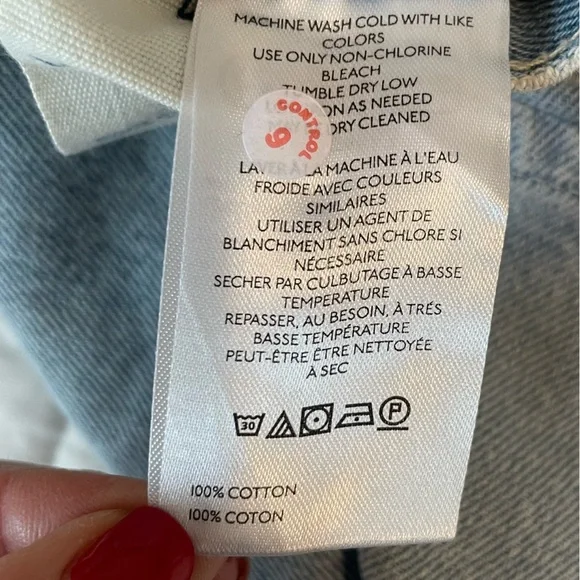 MACHINE WASH COLD WITH LIKE
COLORS
USE ONLY NON-CHLORINE
BLEACH
TUMBLE DRY LOW
ON AS NEEDED
DRY CLEANED
CONTROL
9
LAVER À LA MACHINE À L'EAU
FROIDE AVEC COULEURS
SIMILAIRES
UTILISER UN AGENT DE
BLANCHIMENT SANS CHLORE SI
NÉCESSAIRE
SECHER PAR CULBUTAGE À BASSE
TEMPERATURE
REPASSER, AU BESOIN, À TRÉS
BASSE TEMPÉRATURE
PEUT-ÊTRE ÊTRE NETTOYÉE
À SEC
30 P
100% COTTON
100% COTON